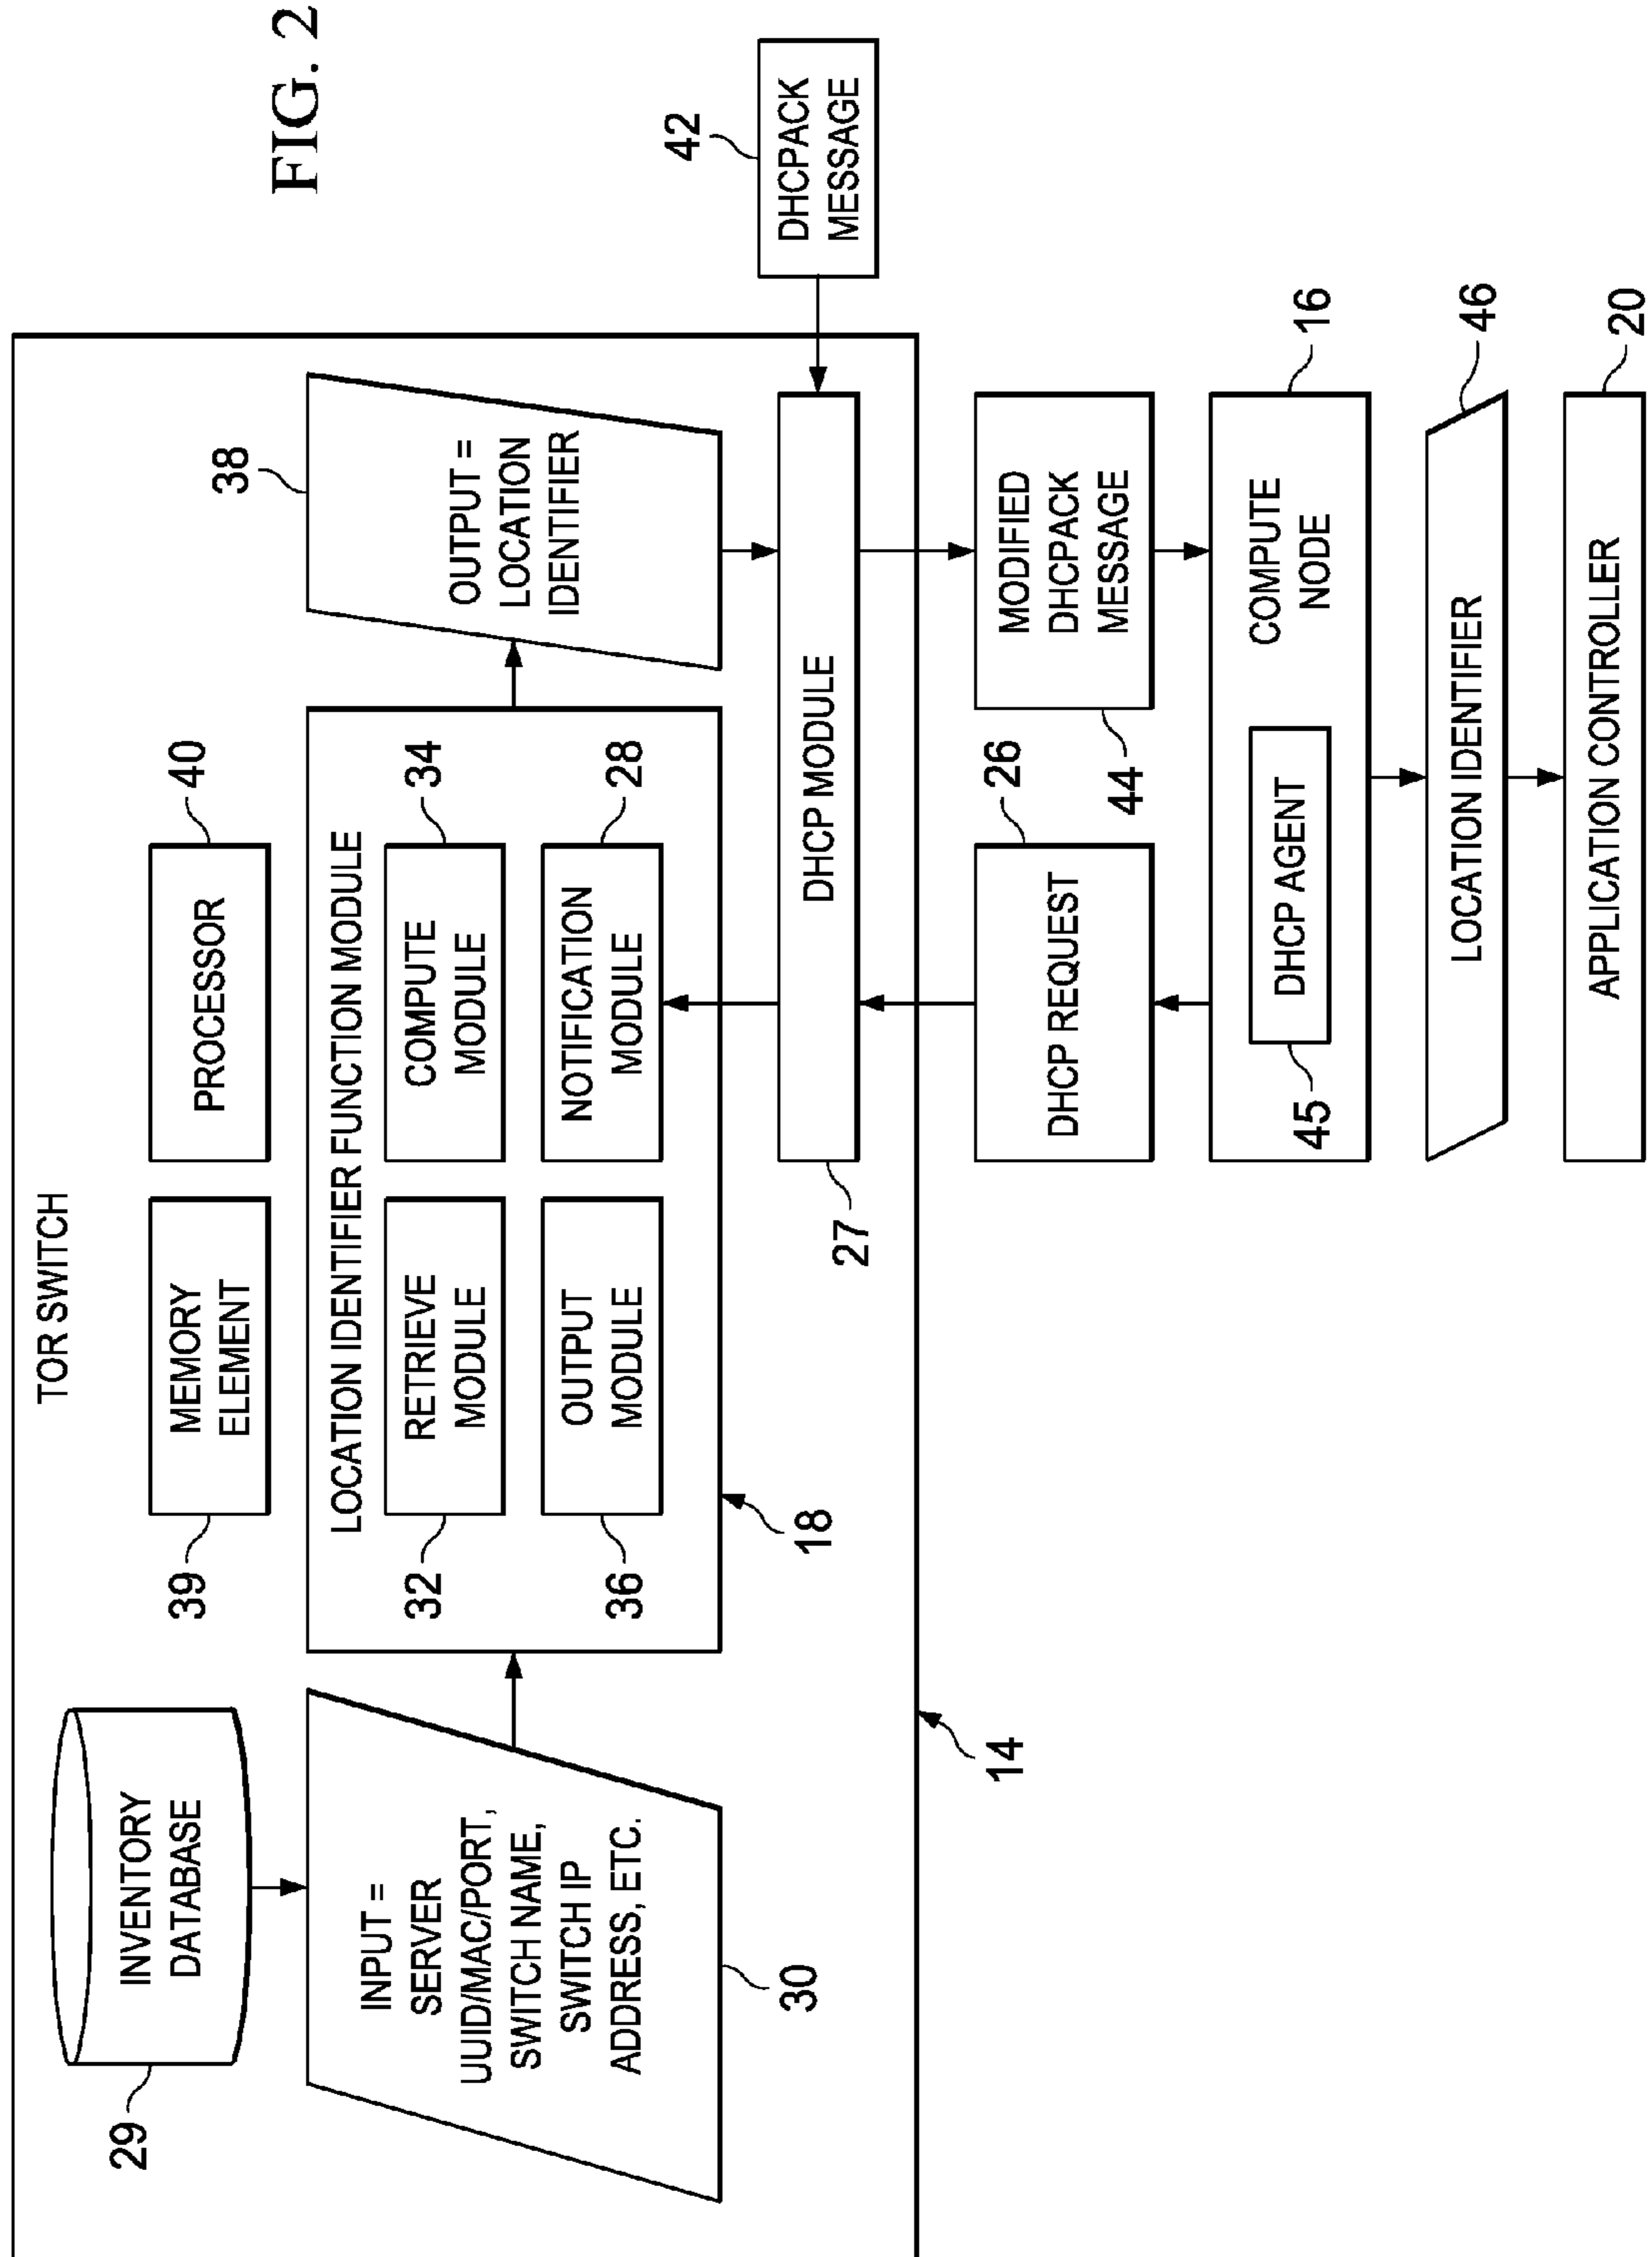 FIG. 2
TOR SWITCH
INVENTORY
DATABASE
29
MEMORY
ELEMENT
39
PROCESSOR
40
INPUT =
SERVER
UUID/MAC/PORT,
SWITCH NAME,
SWITCH IP
ADDRESS, ETC.
30
LOCATION IDENTIFIER FUNCTION MODULE
RETRIEVE
MODULE
32
COMPUTE
MODULE
34
OUTPUT
MODULE
36
NOTIFICATION
MODULE
28
18
OUTPUT =
LOCATION
IDENTIFIER
38
DHCP MODULE
27
14
DHCPACK
MESSAGE
42
DHCP REQUEST
26
MODIFIED
DHCPACK
MESSAGE
44
COMPUTE
NODE
16
DHCP AGENT
45
LOCATION IDENTIFIER
46
APPLICATION CONTROLLER
20